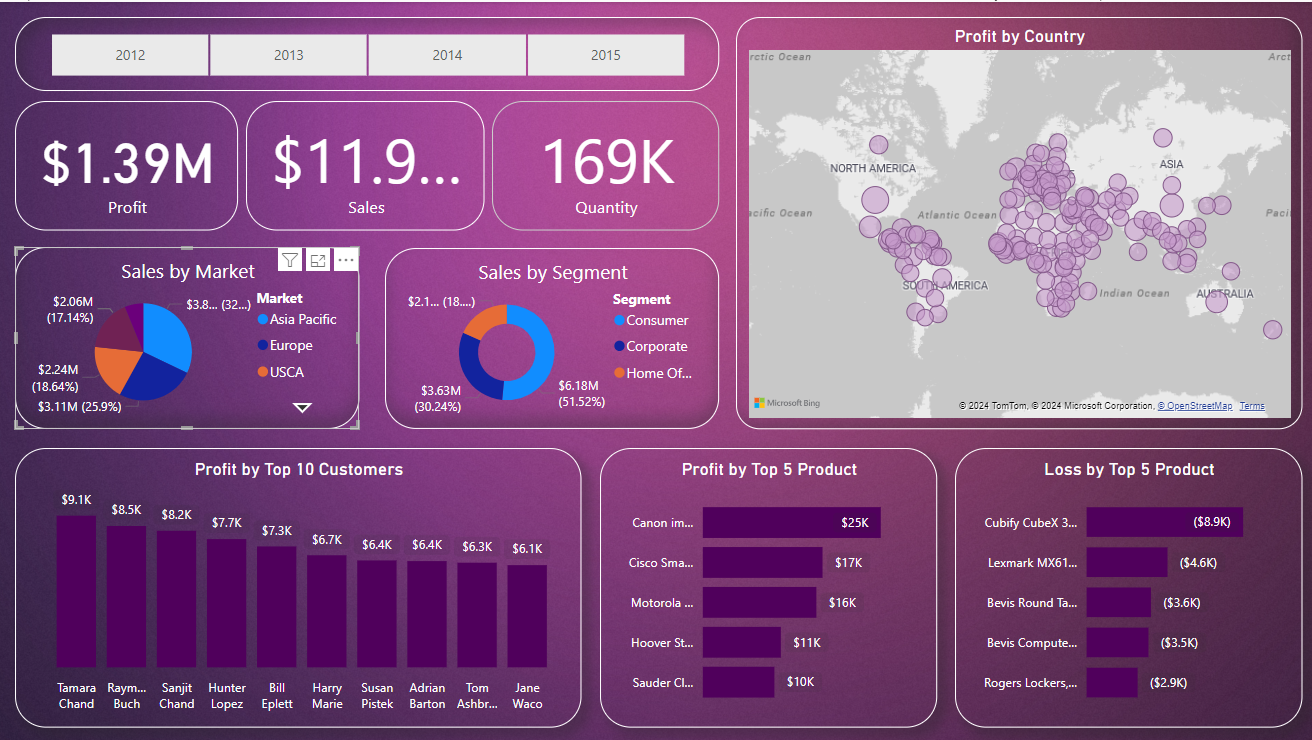 2012
2013
2014
2015
$1.39M
Profit
$11.9...
Sales
169K
Quantity
Profit by Country
rctic Ocean
Arct
NORTH AMERICA
ASIA
acific Ocean
Atlantic Ocean
Paci
SOUTH AMERICA
Indian Ocean
AUSTRALIA
Microsoft Bing
© 2024 TomTom, © 2024 Microsoft Corporation, © OpenStreetMap Terms
Sales by Market
$2.06M
(17.14%)
$3.8... (32...)
$2.24M
(18.64%)
$3.11M (25.9%)
Market
Asia Pacific
Europe
USCA
Sales by Segment
$2.1... (18....)
$3.63M
(30.24%)
$6.18M
(51.52%)
Segment
Consumer
Corporate
Home Of...
Profit by Top 10 Customers
$9.1K
$8.5K
$8.2K
$7.7K
$7.3K
$6.7K
$6.4K
$6.4K
$6.3K
$6.1K
Tamara
Chand
Raym...
Buch
Sanjit
Chand
Hunter
Lopez
Bill
Eplett
Harry
Marie
Susan
Pistek
Adrian
Barton
Tom
Ashbr...
Jane
Waco
Profit by Top 5 Product
Canon im...
$25K
Cisco Sma...
$17K
Motorola ...
$16K
Hoover St...
$11K
Sauder Cl...
$10K
Loss by Top 5 Product
Cubify CubeX 3...
($8.9K)
Lexmark MX61...
($4.6K)
Bevis Round Ta...
($3.6K)
Bevis Compute...
($3.5K)
Rogers Lockers,...
($2.9K)